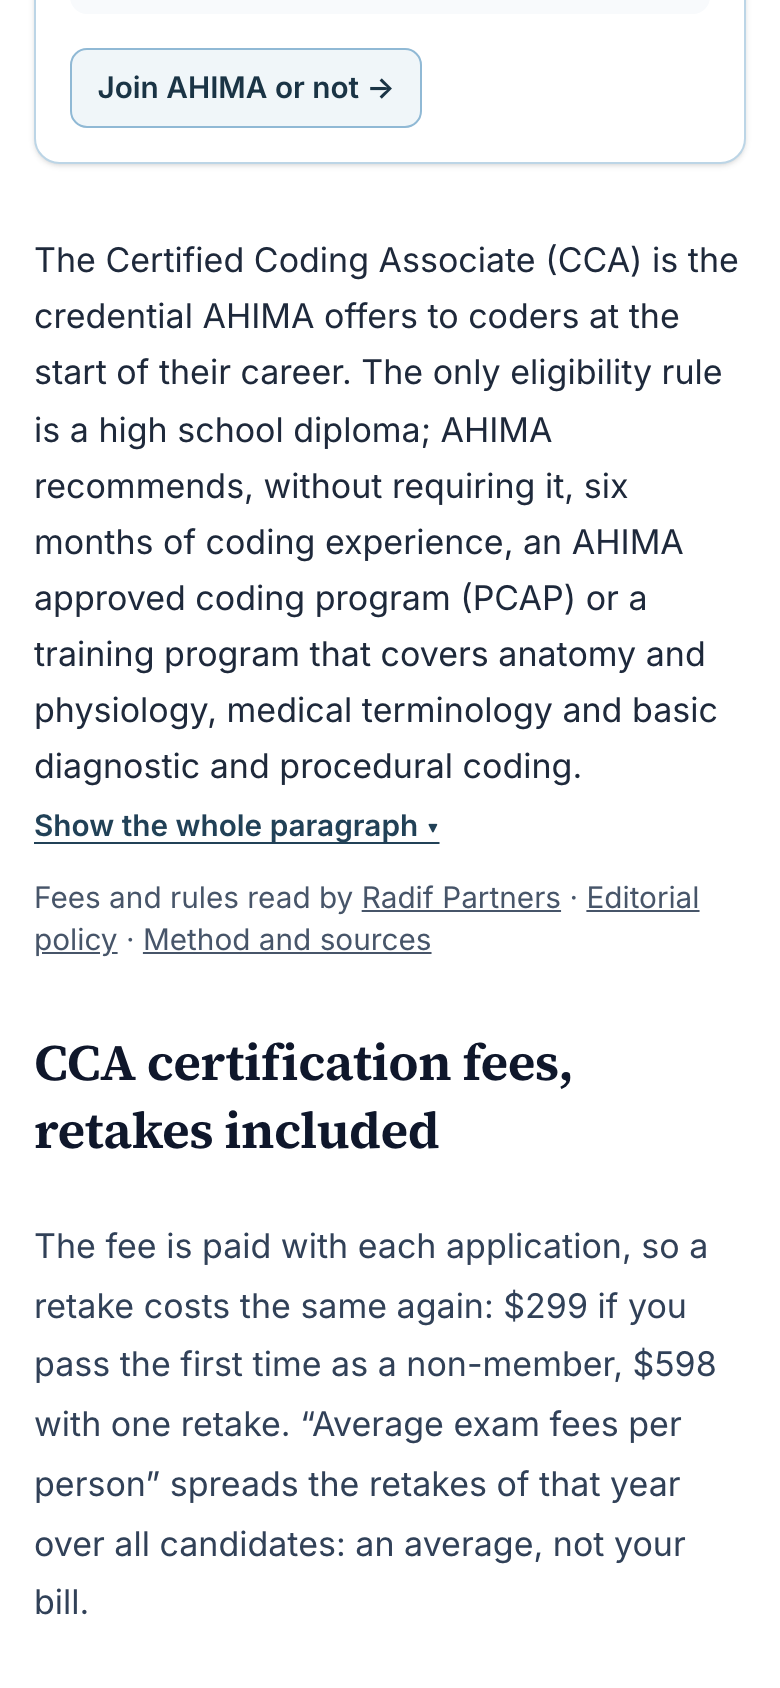 Join AHIMA or not →
The Certified Coding Associate (CCA) is the
credential AHIMA offers to coders at the
start of their career. The only eligibility rule
is a high school diploma; AHIMA
recommends, without requiring it, six
months of coding experience, an AHIMA
approved coding program (PCAP) or a
training program that covers anatomy and
physiology, medical terminology and basic
diagnostic and procedural coding.
Show the whole paragraph ▾
Fees and rules read by Radif Partners · Editorial
policy · Method and sources
CCA certification fees,
retakes included
The fee is paid with each application, so a
retake costs the same again: $299 if you
pass the first time as a non-member, $598
with one retake. “Average exam fees per
person” spreads the retakes of that year
over all candidates: an average, not your
bill.